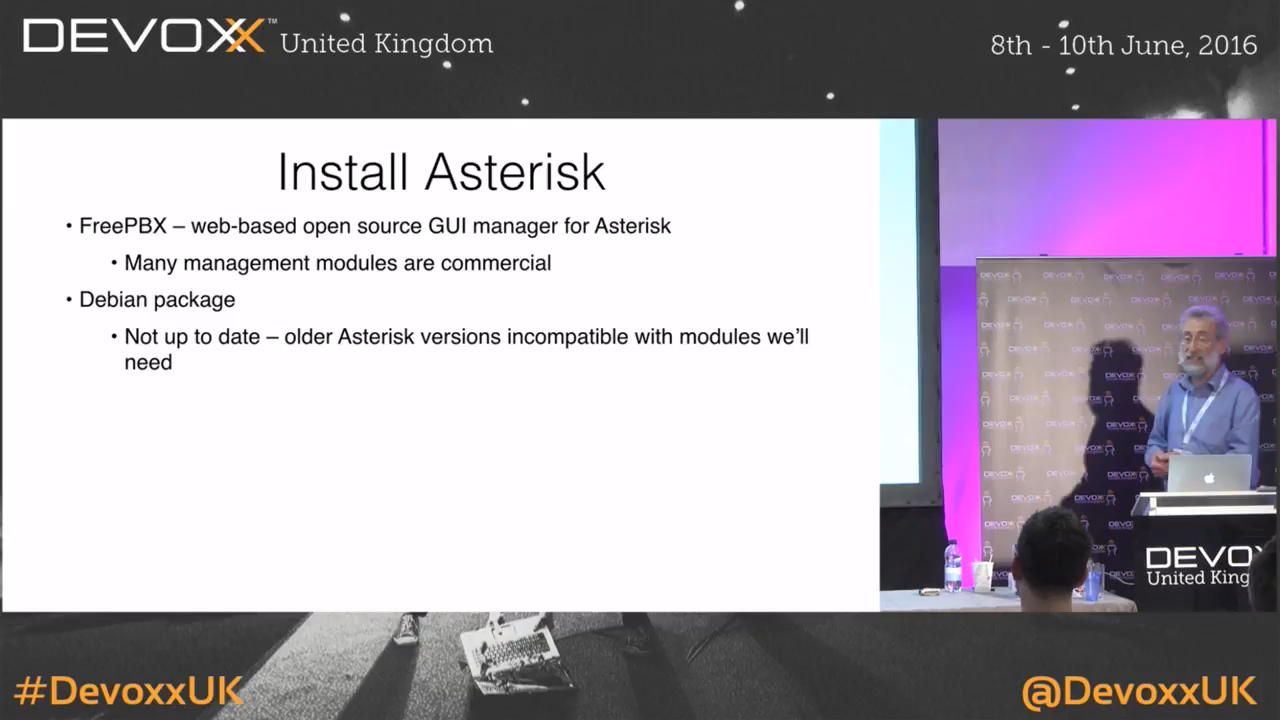 DEVOXX™ United Kingdom
8th - 10th June, 2016
Install Asterisk
• FreePBX – web-based open source GUI manager for Asterisk
• Many management modules are commercial
• Debian package
• Not up to date – older Asterisk versions incompatible with modules we'll
need
DEVOX
United King
#DevoxxUK
@DevoxxUK